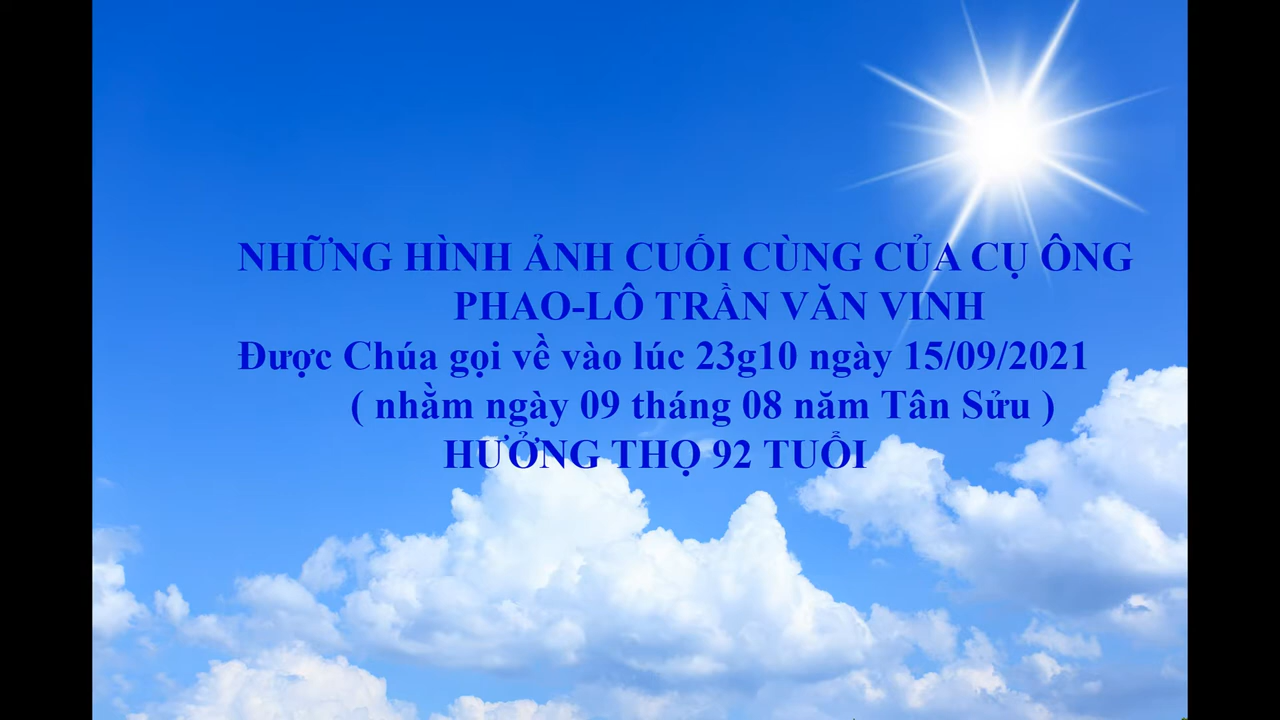 NHỮNG HÌNH ẢNH CUỐI CÙNG CỦA CỤ ÔNG
PHAO-LÔ TRẦN VĂN VINH
Được Chúa gọi về vào lúc 23g10 ngày 15/09/2021
( nhằm ngày 09 tháng 08 năm Tân Sửu )
HƯỞNG THỌ 92 TUỔI